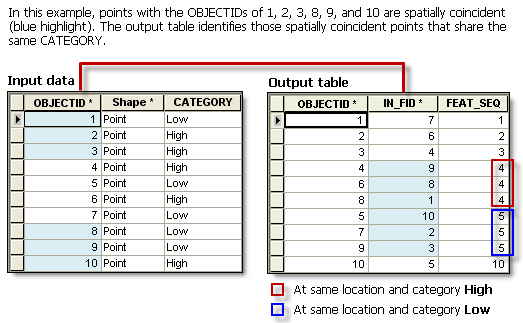 In this example, points with the OBJECTIDs of 1, 2, 3, 8, 9, and 10 are spatially coincident
(blue highlight). The output table identifies those spatially coincident points that share the
same CATEGORY.
Input data
OBJECTID * Shape * CATEGORY
1 Point Low
2 Point High
3 Point High
4 Point High
5 Point Low
6 Point High
7 Point Low
8 Point Low
9 Point Low
10 Point High
Output table
OBJECTID * IN_FID * FEAT_SEQ
1 7 1
2 6 2
3 4 3
4 9 4
6 8 4
8 1 4
5 10 5
7 2 5
9 3 5
10 5 10
At same location and category High
At same location and category Low